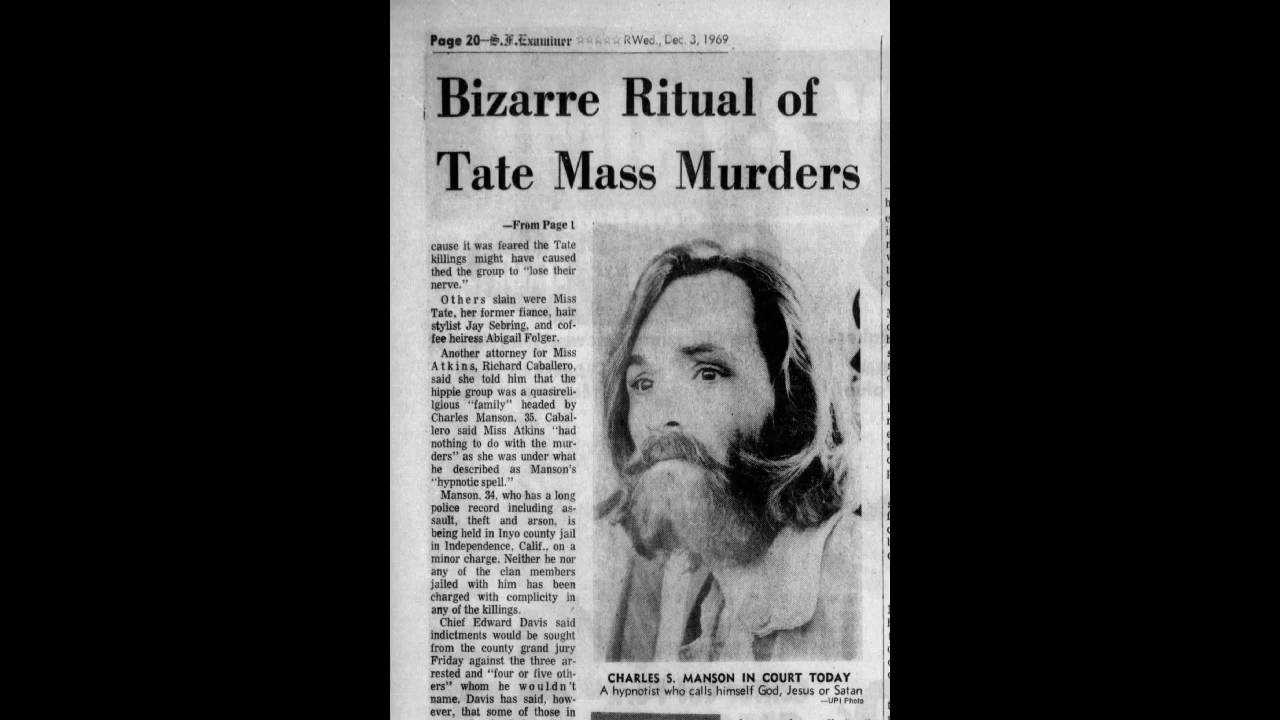 Page 20—S.F.Examiner ☆☆☆☆☆ RWed., Dec. 3, 1969
Bizarre Ritual of
Tate Mass Murders
—From Page 1
cause it was feared the Tate
killings might have caused
thed the group to "lose their
nerve."
Others slain were Miss
Tate, her former fiance, hair
stylist Jay Sebring, and cof-
fee heiress Abigail Folger.
Another attorney for Miss
Atkins, Richard Caballero,
said she told him that the
hippie group was a quasireli-
lgious "family" headed by
Charles Manson, 35. Cabal-
lero said Miss Atkins "had
nothing to do with the mur-
ders" as she was under what
he described as Manson's
"hypnotic spell."
Manson, 34, who has a long
police record including as-
sault, theft and arson, is
being held in Inyo county jail
in Independence, Calif., on a
minor charge. Neither he nor
any of the clan members
jailed with him has been
charged with complicity in
any of the killings.
Chief Edward Davis said
indictments would be sought
from the county grand jury
Friday against the three ar-
rested and "four or five oth-
ers" whom he wouldn't
name. Davis has said, how-
ever, that some of those in
CHARLES S. MANSON IN COURT TODAY
A hypnotist who calls himself God, Jesus or Satan
—UPI Photo